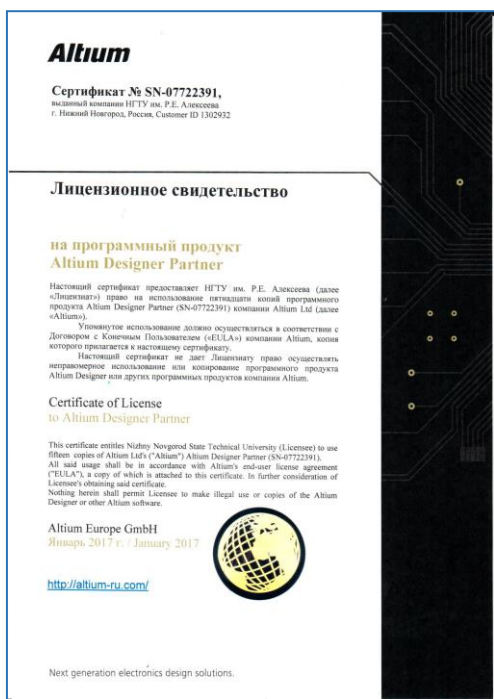 Altium
Сертификат № SN-07722391,
выданный компании НГТУ им. Р.Е. Алексеева
г. Нижний Новгород, Россия, Customer ID 1302932
Лицензионное свидетельство
на программный продукт
Altium Designer Partner
Настоящий сертификат предоставляет НГТУ им. Р.Е. Алексеева (далее
«Лицензиат») право на использование пятнадцати копий программного
продукта Altium Designer Partner (SN-07722391) компании Altium Ltd (далее
«Altium»).
Упомянутое использование должно осуществляться в соответствии с
Договором с Конечным Пользователем («EULA») компании Altium, копия
которого прилагается к настоящему сертификату.
Настоящий сертификат не дает Лицензиату право осуществлять
неправомерное использование или копирование программного продукта
Altium Designer или других программных продуктов компании Altium.
Certificate of License
to Altium Designer Partner
This certificate entitles Nizhny Novgorod State Technical University (Licensee) to use
fifteen copies of Altium Ltd's ("Altium") Altium Designer Partner (SN-07722391).
All said usage shall be in accordance with Altium's end-user license agreement
("EULA"), a copy of which is attached to this certificate. In further consideration of
Licensee's obtaining said certificate.
Nothing herein shall permit Licensee to make illegal use or copies of the Altium
Designer or other Altium software.
Altium Europe GmbH
Январь 2017 г. / January 2017
http://altium-ru.com/
Next generation electronics design solutions.